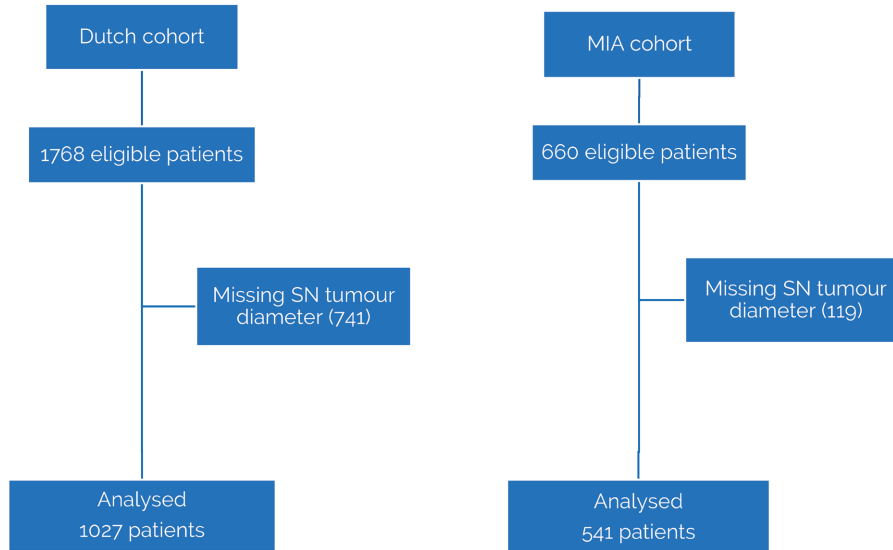 Dutch cohort
1768 eligible patients
Missing SN tumour
diameter (741)
Analysed
1027 patients
MIA cohort
660 eligible patients
Missing SN tumour
diameter (119)
Analysed
541 patients